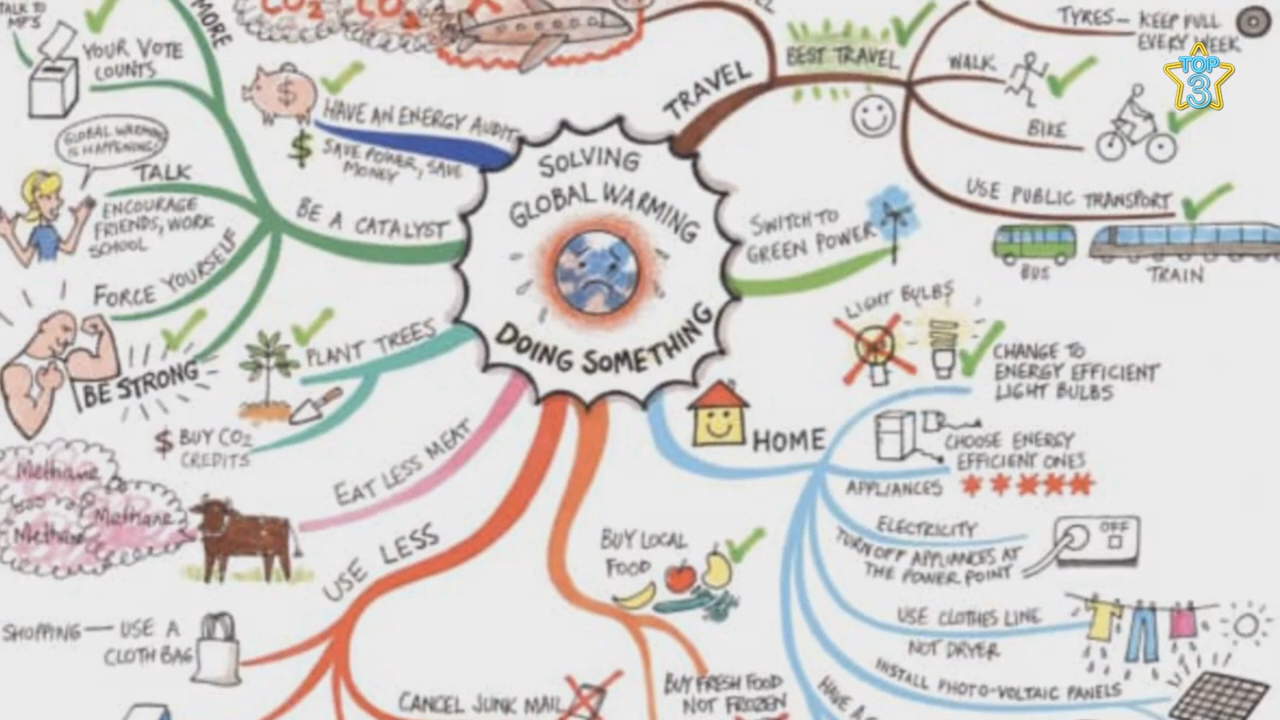 TALK TO
MP'S
MORE
CO2 CO2
YOUR VOTE
COUNTS
GLOBAL WARMING
IS HAPPENING!
TALK
ENCOURAGE
FRIENDS, WORK
SCHOOL
FORCE YOURSELF
BE STRONG
HAVE AN ENERGY AUDIT
$
$ SAVE POWER, SAVE
MONEY
BE A CATALYST
PLANT TREES
$ BUY CO2
CREDITS
EAT LESS MEAT
Methane
Methane
Methane
USE LESS
SHOPPING — USE A
CLOTH BAG
CANCEL JUNK MAIL
SOLVING
GLOBAL WARMING
DOING SOMETHING
TRAVEL
BEST TRAVEL
TYRES — KEEP FULL
EVERY WEEK
TOP
3
WALK
BIKE
USE PUBLIC TRANSPORT
BUS
TRAIN
SWITCH TO
GREEN POWER
LIGHT BULBS
CHANGE TO
ENERGY EFFICIENT
LIGHT BULBS
HOME
CHOOSE ENERGY
EFFICIENT ONES
APPLIANCES
ELECTRICITY
TURN OFF APPLIANCES AT
THE POWER POINT
OFF
USE CLOTHES LINE
NOT DRYER
INSTALL PHOTO-VOLTAIC PANELS
HAVE A
BUY LOCAL
FOOD
BUY FRESH FOOD
NOT FROZEN